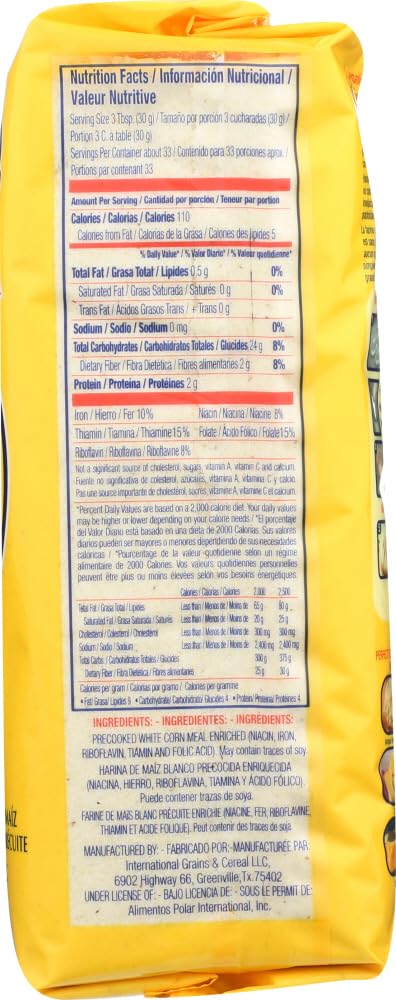 Nutrition Facts / Información Nutricional /
Valeur Nutritive
Serving Size 3 Tbsp. (30 g) / Tamaño por porción 3 cucharadas (30 g) /
Portion 3 C. à table (30 g)
Servings Per Container about 33 / Contenido para 33 porciones aprox. /
Portions par contenant 33
Amount Per Serving / Cantidad por porción / Teneur par portion
Calories / Calorías / Calories 110
Calories from Fat / Calorías de la Grasa / Calories des lipides 5
% Daily Value* / % Valor Diario* / % Valeur quotidienne*
Total Fat / Grasa Total / Lipides 0,5 g 0%
Saturated Fat / Grasa Saturada / Saturés 0 g 0%
Trans Fat / Ácidos Grasos Trans / + Trans 0 g
Sodium / Sodio / Sodium 0 mg 0%
Total Carbohydrates / Carbohidratos Totales / Glucides 24 g 8%
Dietary Fiber / Fibra Dietética / Fibres alimentaires 2 g 8%
Protein / Proteína / Protéines 2 g
Iron / Hierro / Fer 10% Niacin / Niacina / Niacine 8%
Thiamin / Tiamina / Thiamine 15% Folate / Ácido Fólico / Folate 15%
Riboflavin / Riboflavina / Riboflavine 8%
Not a significant source of cholesterol, sugars, vitamin A, vitamin C and calcium.
Fuente no significativa de colesterol, azúcares, vitamina A, vitamina C y calcio.
Pas une source importante de cholestérol, sucres, vitamine A, vitamine C et calcium.
*Percent Daily Values are based on a 2,000 calorie diet. Your daily values
may be higher or lower depending on your calorie needs / *El porcentaje
del Valor Diario está basado en una dieta de 2000 Calorías. Sus valores
diarios pueden ser mayores o menores dependiendo de sus necesidades
calóricas / *Pourcentage de la valeur quotidienne selon un régime
alimentaire de 2000 Calories. Vos valeurs quotidiennes personnelles
peuvent être plus ou moins élevées selon vos besoins énergétiques
Calories / Calorías / Calories 2,000 2,500
Total Fat / Grasa Total / Lipides Less than / Menos de / Moins de 65 g 80 g
Saturated Fat / Grasa Saturada / Saturés Less than / Menos de / Moins de 20 g 25 g
Cholesterol / Colesterol / Cholestérol Less than / Menos de / Moins de 300 mg 300 mg
Sodium / Sodio / Sodium Less than / Menos de / Moins de 2,400 mg 2,400 mg
Total Carbs / Carbohidratos Totales / Glucides 300 g 375 g
Dietary Fiber / Fibra Dietética / Fibres alimentaires 25 g 30 g
Calories per gram / Calorías por gramo / Calories par gramme
• Fat / Grasa / Lipides 9 • Carbohydrate / Carbohidrato / Glucides 4 • Protein / Proteína / Protéines 4
INGREDIENTS: - INGREDIENTES: - INGRÉDIENTS:
PRECOOKED WHITE CORN MEAL ENRICHED (NIACIN, IRON,
RIBOFLAVIN, TIAMIN AND FOLIC ACID). May contain traces of soy.
HARINA DE MAÍZ BLANCO PRECOCIDA ENRIQUECIDA
(NIACINA, HIERRO, RIBOFLAVINA, TIAMINA Y ÁCIDO FÓLICO).
Puede contener trazas de soya.
FARINE DE MAÏS BLANC PRÉCUITE ENRICHIE (NIACINE, FER, RIBOFLAVINE,
THIAMIN ET ACIDE FOLIQUE). Peut contenir des traces de soja.
MANUFACTURED BY: - FABRICADO POR: - MANUFACTURÉE PAR:
International Grains & Cereal LLC,
6902 Highway 66, Greenville, Tx. 75402
UNDER LICENSE OF: - BAJO LICENCIA DE: - SOUS LE PERMIT DE:
Alimentos Polar International, Inc.
MAÍZ